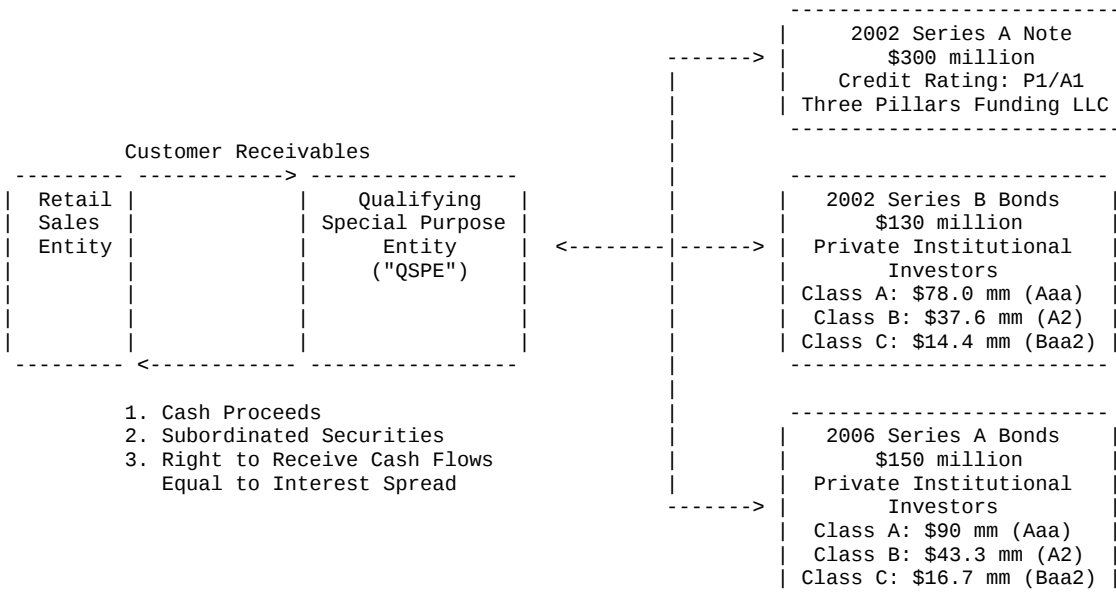 2002 Series A Note
$300 million
Credit Rating: P1/A1
Three Pillars Funding LLC
Customer Receivables
Retail
Sales
Entity
Qualifying
Special Purpose
Entity
("QSPE")
2002 Series B Bonds
$130 million
Private Institutional
Investors
Class A: $78.0 mm (Aaa)
Class B: $37.6 mm (A2)
Class C: $14.4 mm (Baa2)
1. Cash Proceeds
2. Subordinated Securities
3. Right to Receive Cash Flows
Equal to Interest Spread
2006 Series A Bonds
$150 million
Private Institutional
Investors
Class A: $90 mm (Aaa)
Class B: $43.3 mm (A2)
Class C: $16.7 mm (Baa2)